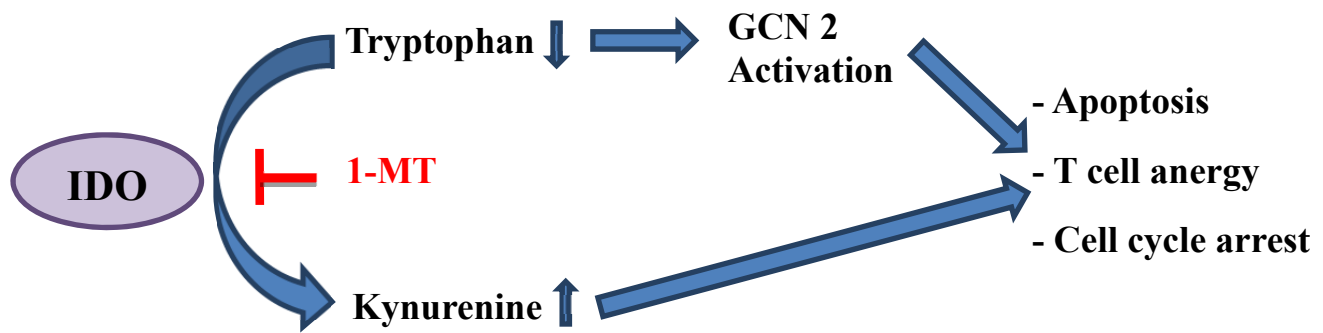 Tryptophan
GCN 2
Activation
- Apoptosis
IDO
1-MT
- T cell anergy
- Cell cycle arrest
Kynurenine